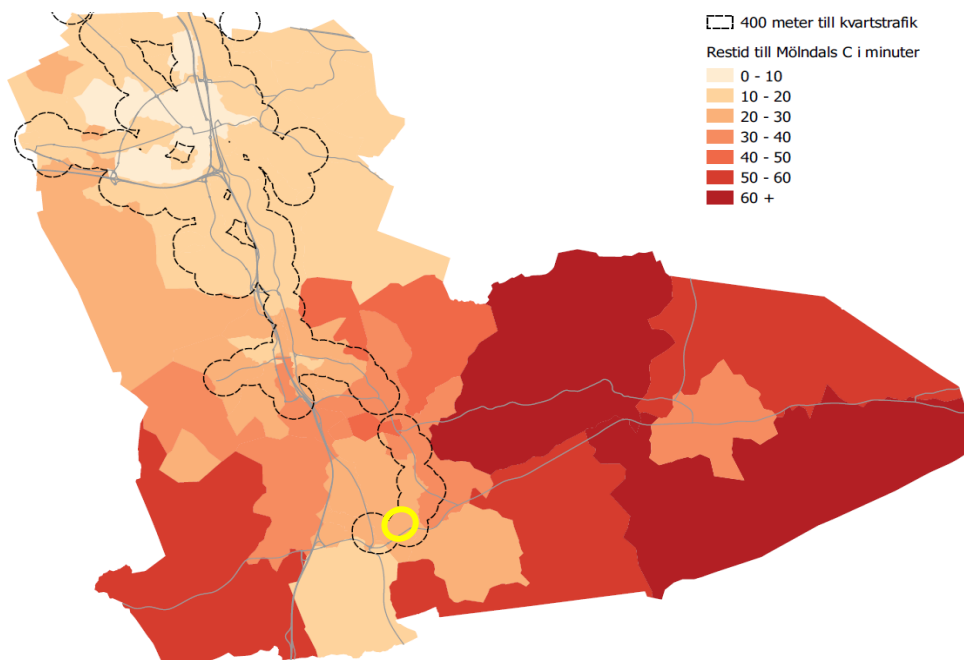 400 meter till kvartstrafik
Restid till Mölndals C i minuter
0 - 10
10 - 20
20 - 30
30 - 40
40 - 50
50 - 60
60 +